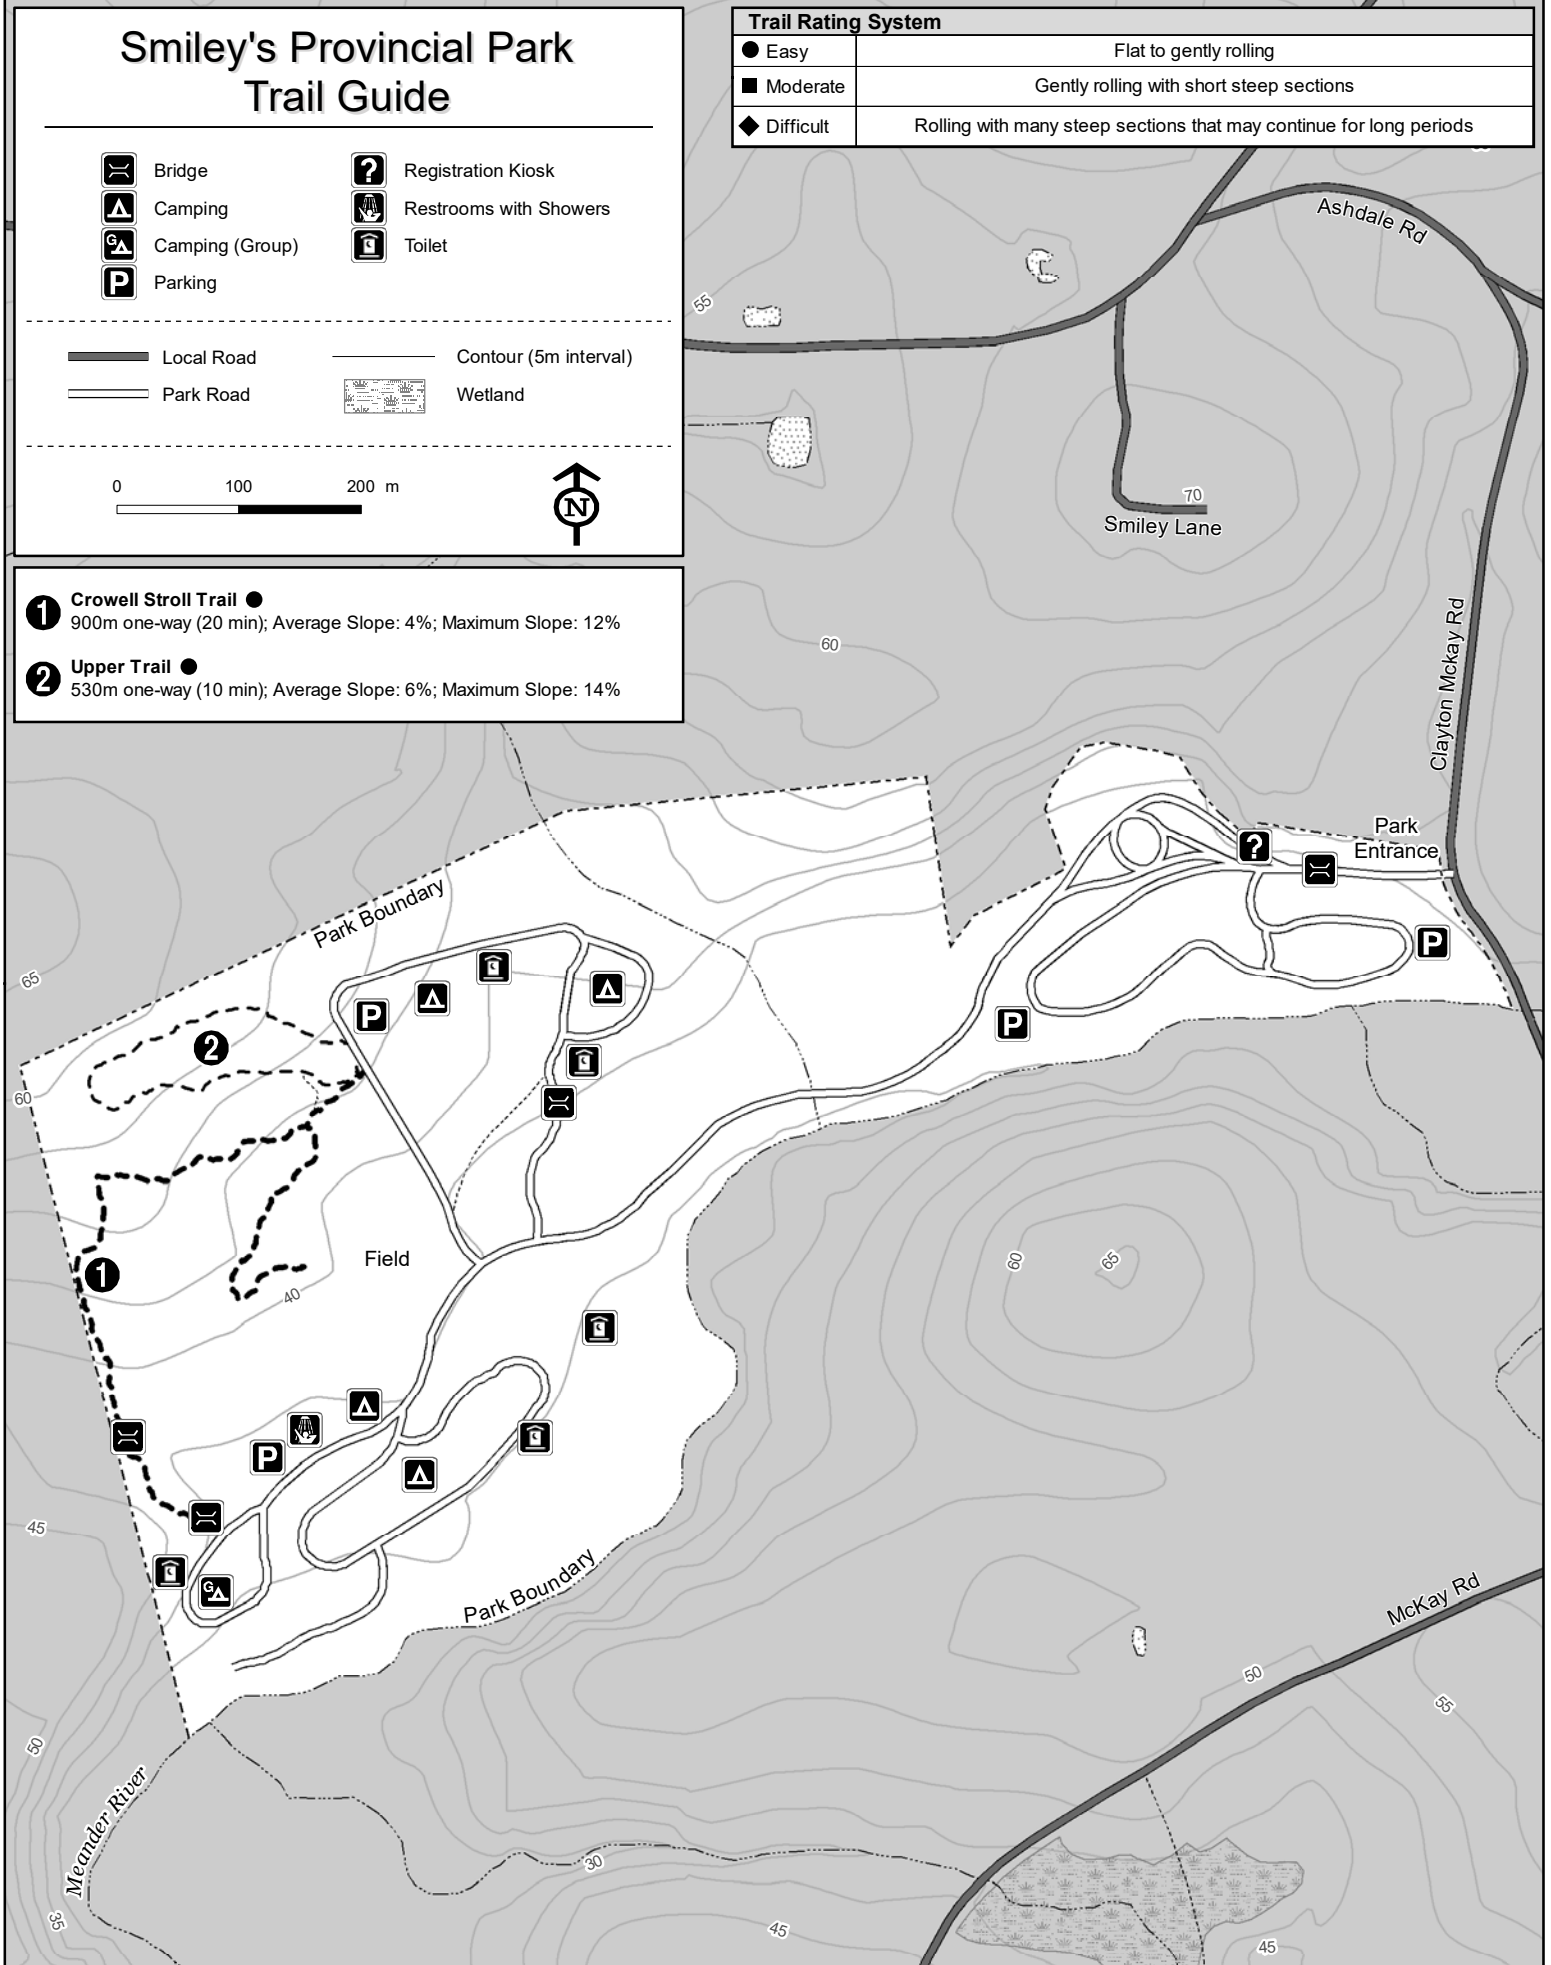 Smiley's Provincial Park
Trail Guide
Bridge
Camping
G
Camping (Group)
P
Parking
?
Registration Kiosk
Restrooms with Showers
Toilet
Local Road
Park Road
Contour (5m interval)
Wetland
0 100 200 m
N
1 Crowell Stroll Trail
900m one-way (20 min); Average Slope: 4%; Maximum Slope: 12%
2 Upper Trail
530m one-way (10 min); Average Slope: 6%; Maximum Slope: 14%
Trail Rating System
Easy Flat to gently rolling
Moderate Gently rolling with short steep sections
Difficult Rolling with many steep sections that may continue for long periods
Ashdale Rd
55
70
Smiley Lane
Clayton Mckay Rd
60
Park
Entrance
?
P
Park Boundary
65
P
P
2
60
1
Field
40
60
65
P
45
G
Park Boundary
McKay Rd
50
55
50
Meander River
30
35
45
45